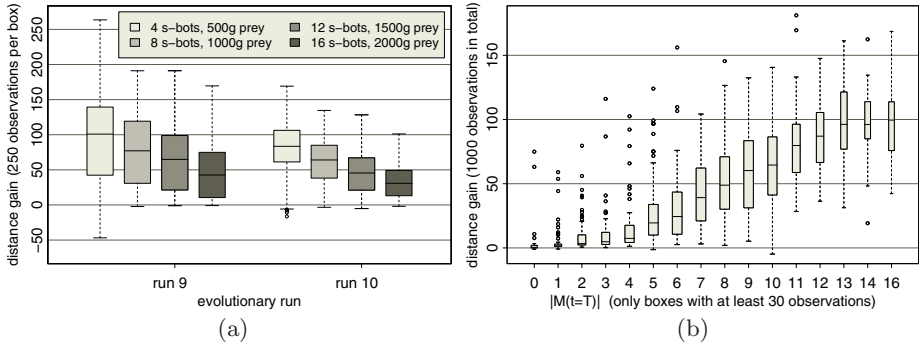 distance gain (250 observations per box)
250
200
150
100
50
0
−50
4 s-bots, 500g prey
8 s-bots, 1000g prey
12 s-bots, 1500g prey
16 s-bots, 2000g prey
run 9
run 10
evolutionary run
(a)
distance gain (1000 observations in total)
150
100
50
0
0 1 2 3 4 5 6 7 8 9 10 11 12 13 14 16
|M(t=T)| (only boxes with at least 30 observations)
(b)